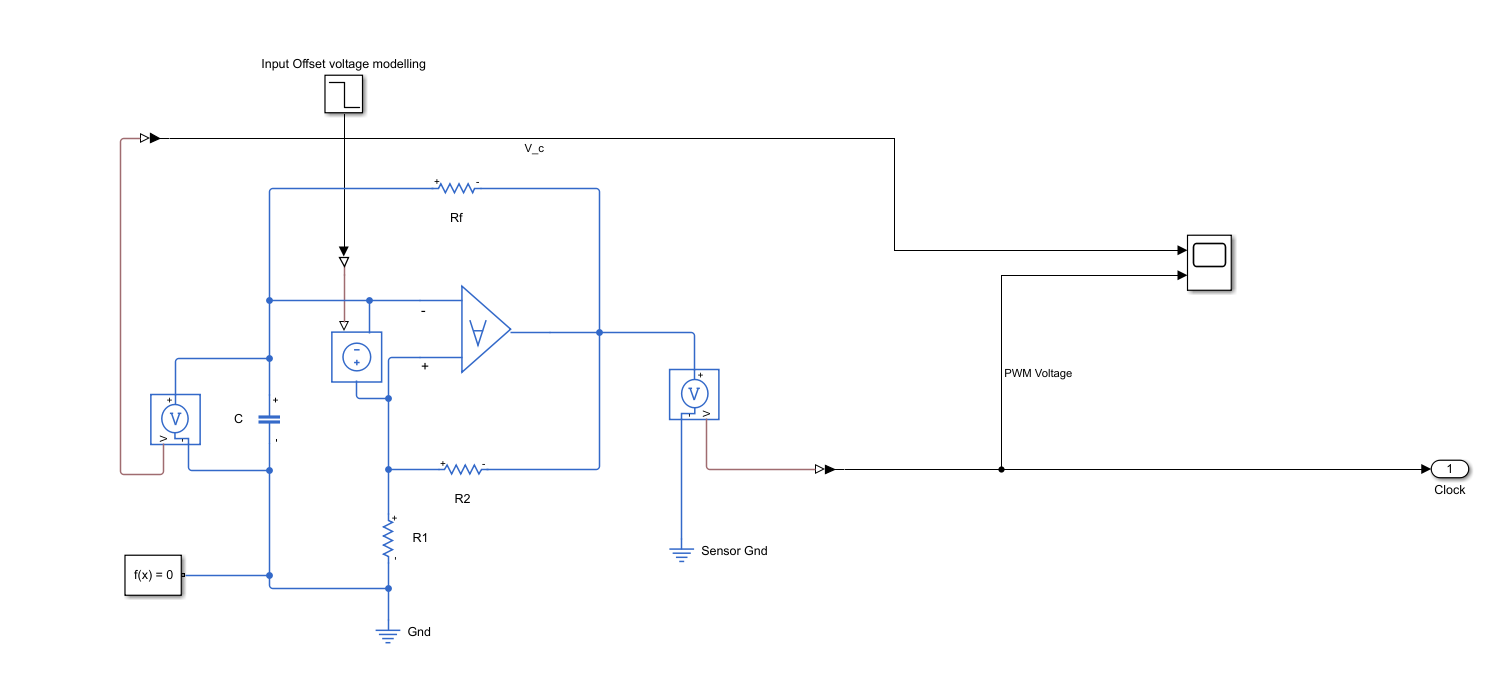 Input Offset voltage modelling
V_c
+ -
Rf
-
-
+
+
PWM Voltage
+
V
V
+
V
V
+
C
-
+ -
R2
+
R1
-
Sensor Gnd
f(x) = 0
Gnd
1
Clock